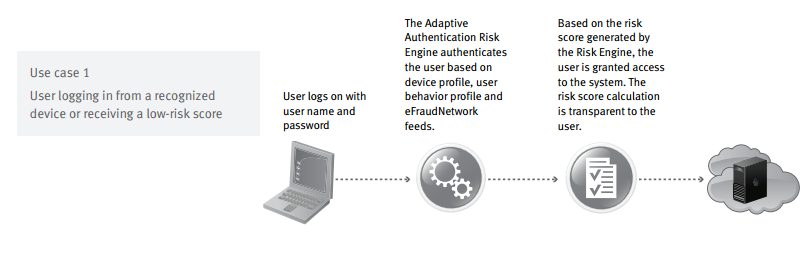 Use case 1
User logging in from a recognized
device or receiving a low-risk score
User logs on with
user name and
password
The Adaptive
Authentication Risk
Engine authenticates
the user based on
device profile, user
behavior profile and
eFraudNetwork
feeds.
Based on the risk
score generated by
the Risk Engine, the
user is granted access
to the system. The
risk score calculation
is transparent to the
user.